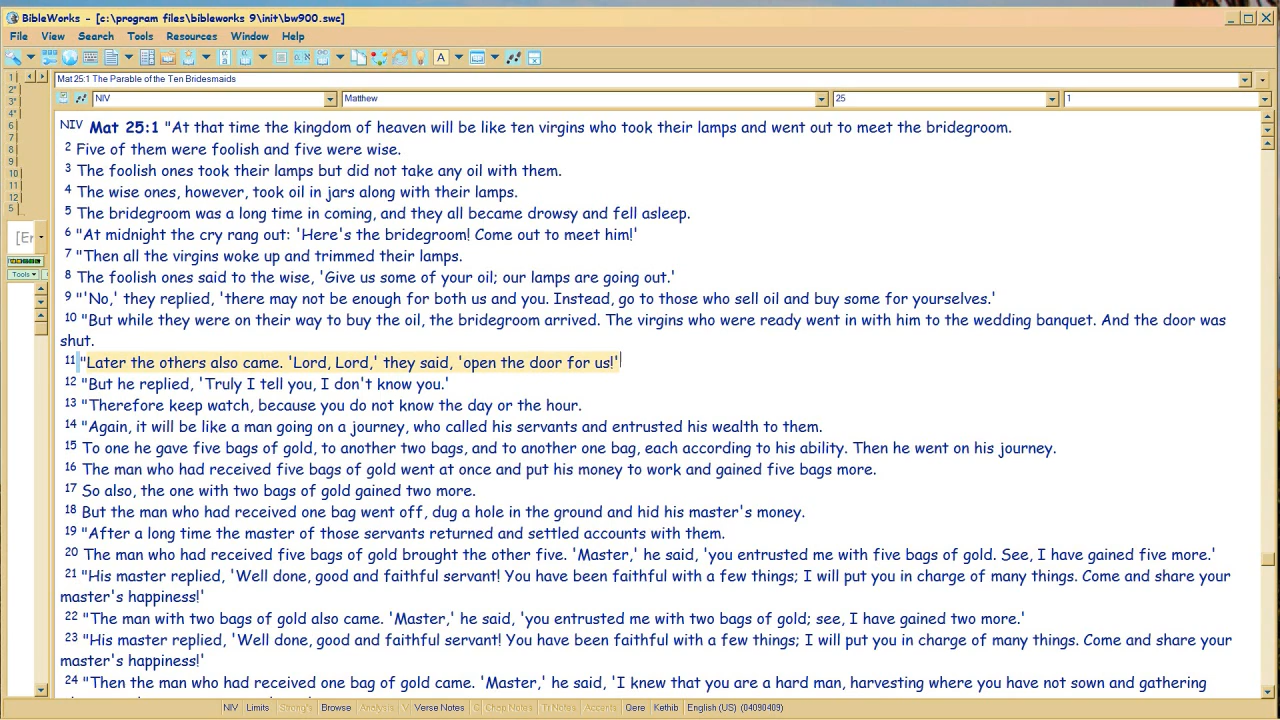 BibleWorks - [c:\program files\bibleworks 9\init\bw900.swc]
File View Search Tools Resources Window Help
Mat 25:1 The Parable of the Ten Bridesmaids
NIV Matthew 25 1
1
2*
3*
4*
6
7
8
9
10
11
12
5
[Er
Tools
NIV Mat 25:1 "At that time the kingdom of heaven will be like ten virgins who took their lamps and went out to meet the bridegroom.
2 Five of them were foolish and five were wise.
3 The foolish ones took their lamps but did not take any oil with them.
4 The wise ones, however, took oil in jars along with their lamps.
5 The bridegroom was a long time in coming, and they all became drowsy and fell asleep.
6 "At midnight the cry rang out: 'Here's the bridegroom! Come out to meet him!'
7 "Then all the virgins woke up and trimmed their lamps.
8 The foolish ones said to the wise, 'Give us some of your oil; our lamps are going out.'
9 "'No,' they replied, 'there may not be enough for both us and you. Instead, go to those who sell oil and buy some for yourselves.'
10 "But while they were on their way to buy the oil, the bridegroom arrived. The virgins who were ready went in with him to the wedding banquet. And the door was
shut.
11 "Later the others also came. 'Lord, Lord,' they said, 'open the door for us!'
12 "But he replied, 'Truly I tell you, I don't know you.'
13 "Therefore keep watch, because you do not know the day or the hour.
14 "Again, it will be like a man going on a journey, who called his servants and entrusted his wealth to them.
15 To one he gave five bags of gold, to another two bags, and to another one bag, each according to his ability. Then he went on his journey.
16 The man who had received five bags of gold went at once and put his money to work and gained five bags more.
17 So also, the one with two bags of gold gained two more.
18 But the man who had received one bag went off, dug a hole in the ground and hid his master's money.
19 "After a long time the master of those servants returned and settled accounts with them.
20 The man who had received five bags of gold brought the other five. 'Master,' he said, 'you entrusted me with five bags of gold. See, I have gained five more.'
21 "His master replied, 'Well done, good and faithful servant! You have been faithful with a few things; I will put you in charge of many things. Come and share your
master's happiness!'
22 "The man with two bags of gold also came. 'Master,' he said, 'you entrusted me with two bags of gold; see, I have gained two more.'
23 "His master replied, 'Well done, good and faithful servant! You have been faithful with a few things; I will put you in charge of many things. Come and share your
master's happiness!'
24 "Then the man who had received one bag of gold came. 'Master,' he said, 'I knew that you are a hard man, harvesting where you have not sown and gathering
NIV Limits Strong's Browse Analysis V Verse Notes C Chap Notes Tr Notes Accents Qere Kethib English (US) (04090409)